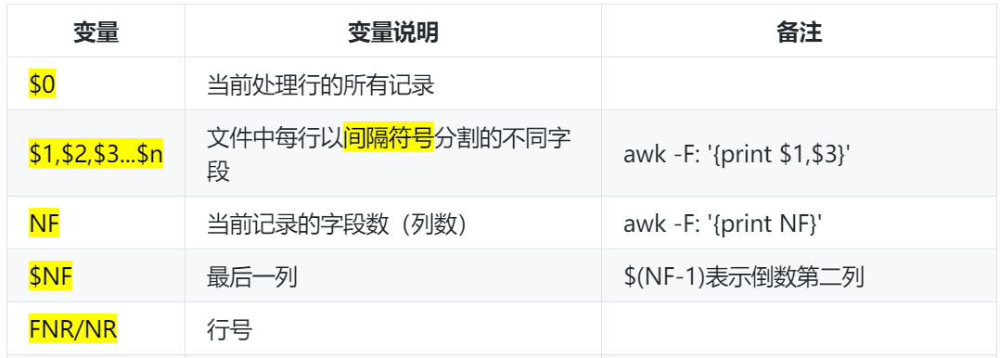 变量 变量说明 备注
$0 当前处理行的所有记录
$1,$2,$3...$n 文件中每行以间隔符号分割的不同字
段 awk -F: '{print $1,$3}'
NF 当前记录的字段数（列数） awk -F: '{print NF}'
$NF 最后一列 $(NF-1)表示倒数第二列
FNR/NR 行号